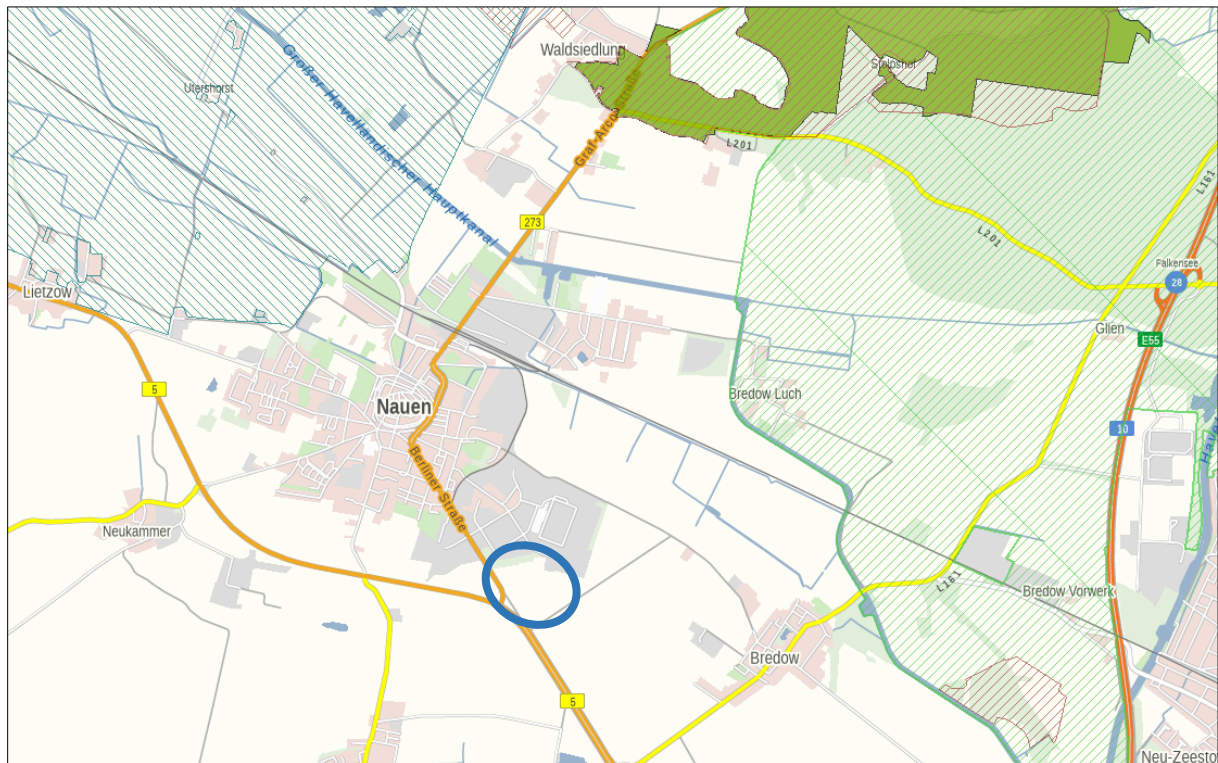 Waldsiedlung
Stolpshof
Großer Havelländischer Hauptkanal
Utershorst
Graf-Arco-Straße
L201
L161
273
L201
Falkensee
28
Lietzow
Glien
E55
5
Bredow Luch
Nauen
10
Berliner Straße
Neukammer
L161
Bredow Vorwerk
Bredow
5
Neu-Zeesto